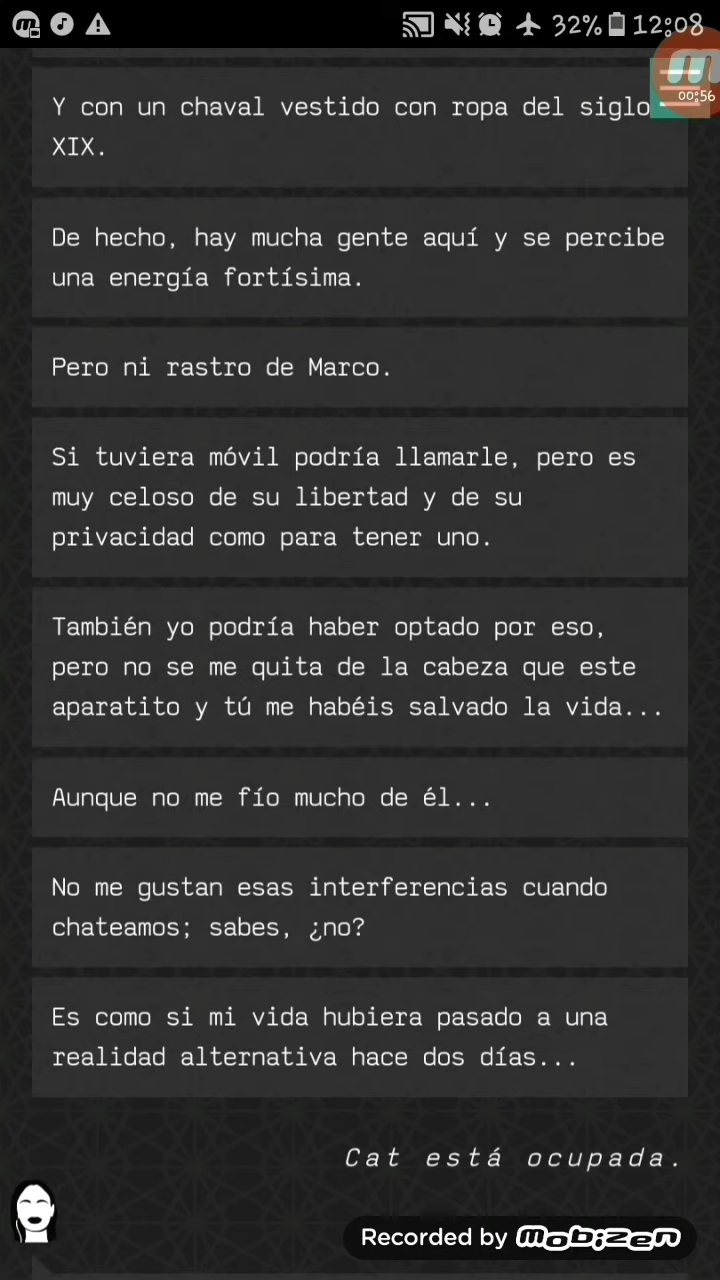 32% 12:08
00:56
Y con un chaval vestido con ropa del siglo
XIX.
De hecho, hay mucha gente aquí y se percibe
una energía fortísima.
Pero ni rastro de Marco.
Si tuviera móvil podría llamarle, pero es
muy celoso de su libertad y de su
privacidad como para tener uno.
También yo podría haber optado por eso,
pero no se me quita de la cabeza que este
aparatito y tú me habéis salvado la vida...
Aunque no me fío mucho de él...
No me gustan esas interferencias cuando
chateamos; sabes, ¿no?
Es como si mi vida hubiera pasado a una
realidad alternativa hace dos días...
Cat está ocupada.
Recorded by mobizen